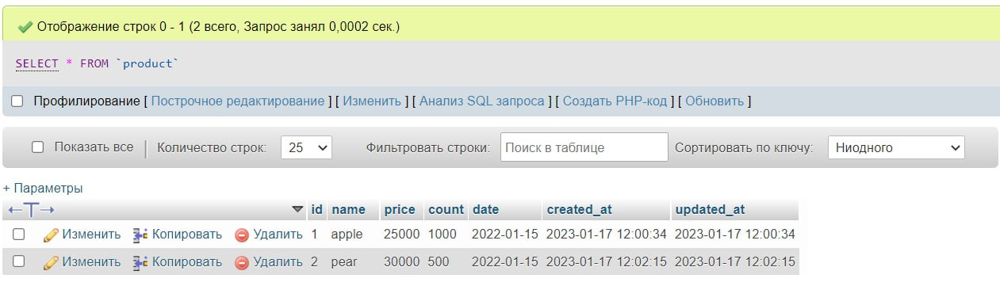 Отображение строк 0 - 1 (2 всего, Запрос занял 0,0002 сек.)
SELECT * FROM `product`
Профилирование [ Построчное редактирование ] [ Изменить ] [ Анализ SQL запроса ] [ Создать PHP-код ] [ Обновить ]
Показать все | Количество строк: 25 Фильтровать строки: Поиск в таблице Сортировать по ключу: Ниодного
+ Параметры
←T→ id name price count date created_at updated_at
Изменить Копировать Удалить 1 apple 25000 1000 2022-01-15 2023-01-17 12:00:34 2023-01-17 12:00:34
Изменить Копировать Удалить 2 pear 30000 500 2022-01-15 2023-01-17 12:02:15 2023-01-17 12:02:15